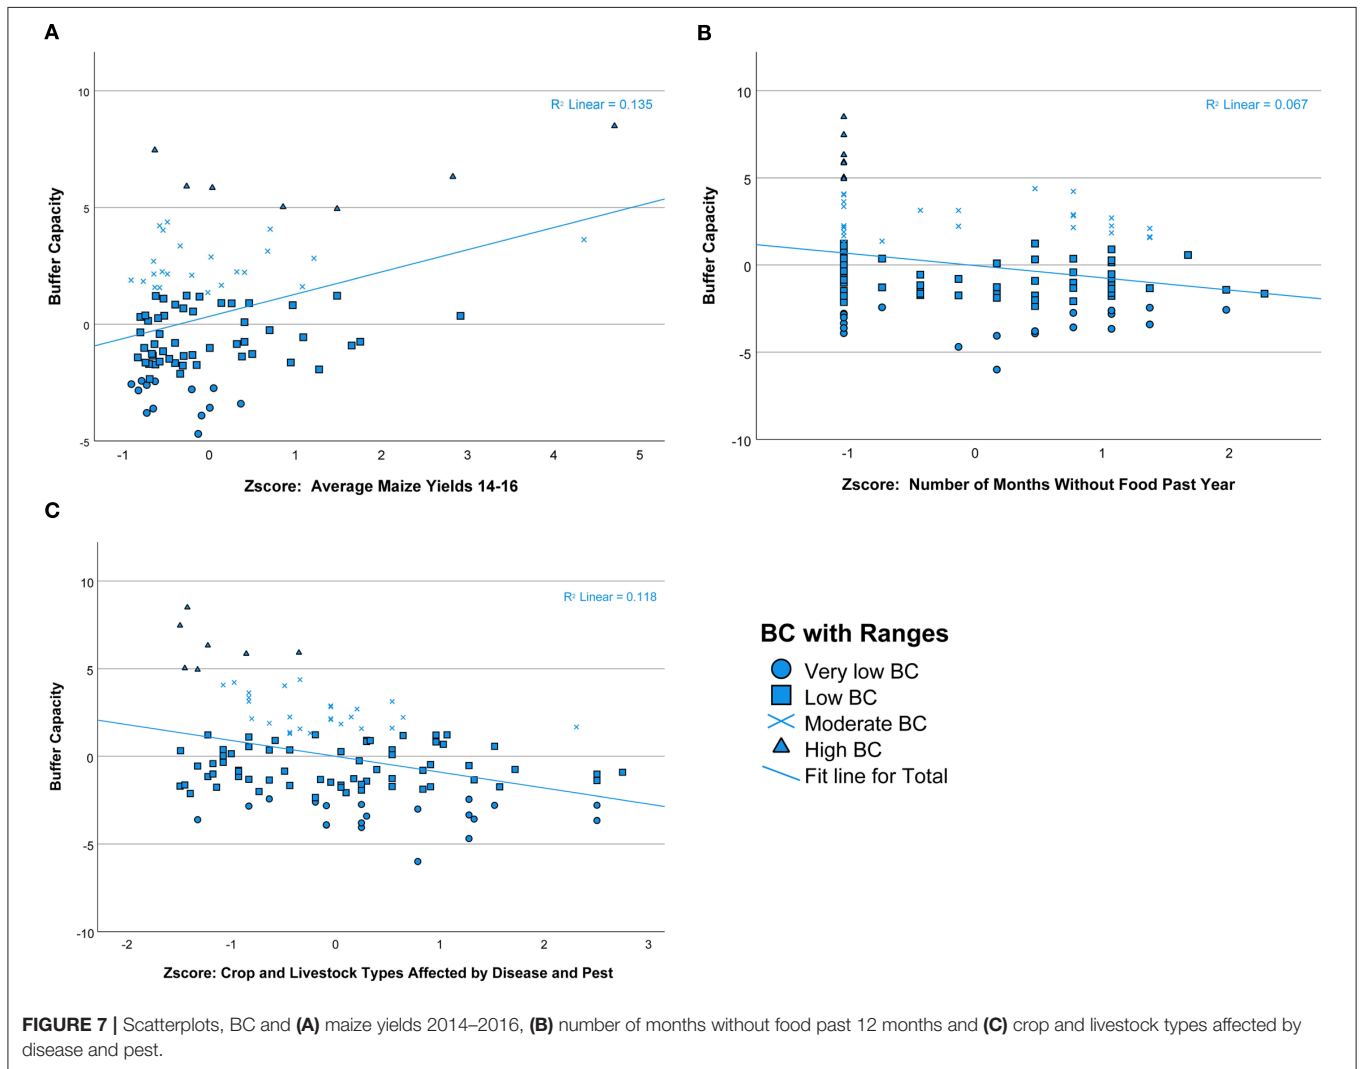 A
R² Linear = 0.135
10
5
0
-5
Buffer Capacity
-1 0 1 2 3 4 5
Zscore: Average Maize Yields 14-16
B
R² Linear = 0.067
10
5
0
-5
-10
Buffer Capacity
-1 0 1 2
Zscore: Number of Months Without Food Past Year
C
R² Linear = 0.118
10
5
0
-5
-10
Buffer Capacity
-2 -1 0 1 2 3
Zscore: Crop and Livestock Types Affected by Disease and Pest
BC with Ranges
Very low BC
Low BC
Moderate BC
High BC
Fit line for Total
FIGURE 7 | Scatterplots, BC and (A) maize yields 2014–2016, (B) number of months without food past 12 months and (C) crop and livestock types affected by
disease and pest.